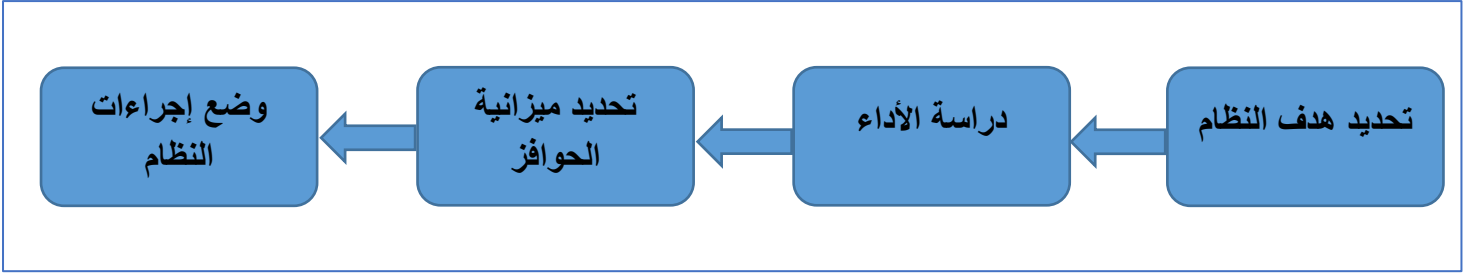 تحديد هدف النظام
دراسة الأداء
تحديد ميزانية
الحوافز
وضع إجراءات
النظام